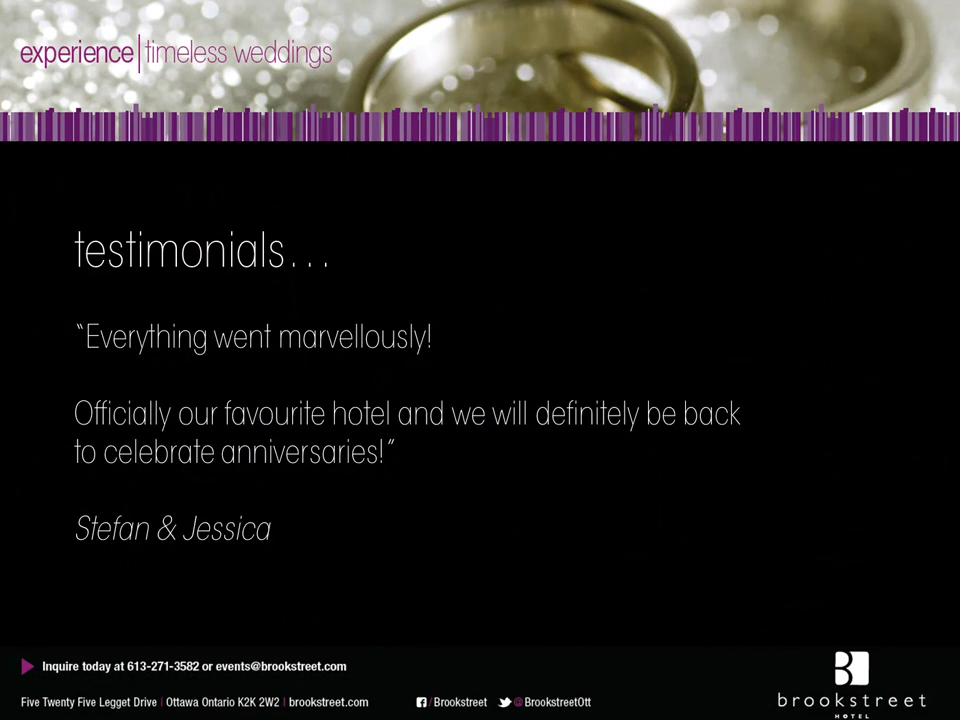 experience|timeless weddings
testimonials...
“Everything went marvellously!
Officially our favourite hotel and we will definitely be back
to celebrate anniversaries!”
Stefan & Jessica
Inquire today at 613-271-3582 or events@brookstreet.com
Five Twenty Five Legget Drive | Ottawa Ontario K2K 2W2 | brookstreet.com
/Brookstreet @BrookstreetOtt
brookstreet
HOTEL